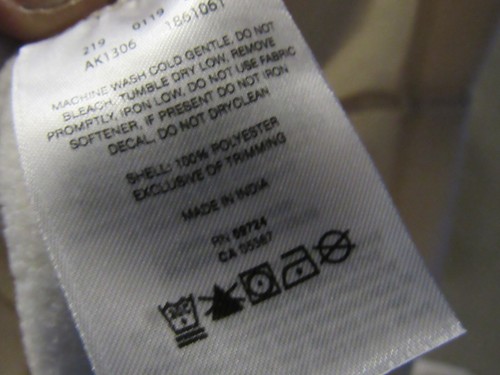 219 0119 1861061
AK1306
MACHINE WASH COLD GENTLE, DO NOT
BLEACH, TUMBLE DRY LOW, REMOVE
PROMPTLY, IRON LOW, DO NOT USE FABRIC
SOFTENER, IF PRESENT DO NOT IRON
DECAL, DO NOT DRYCLEAN
SHELL: 100% POLYESTER
EXCLUSIVE OF TRIMMING
MADE IN INDIA
RN 59724
CA 05367
30C